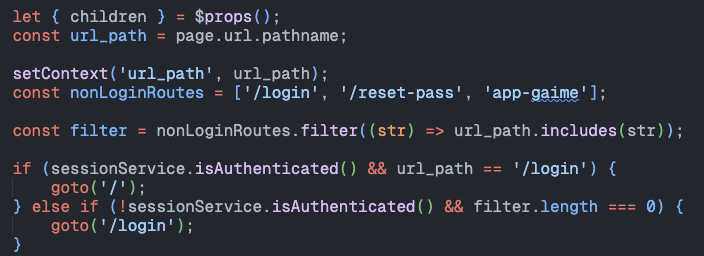 let { children } = $props();
const url_path = page.url.pathname;
setContext('url_path', url_path);
const nonLoginRoutes = ['/login', '/reset-pass', 'app-gaime'];
const filter = nonLoginRoutes.filter((str) => url_path.includes(str));
if (sessionService.isAuthenticated() && url_path == '/login') {
    goto('/');
} else if (!sessionService.isAuthenticated() && filter.length === 0) {
    goto('/login');
}